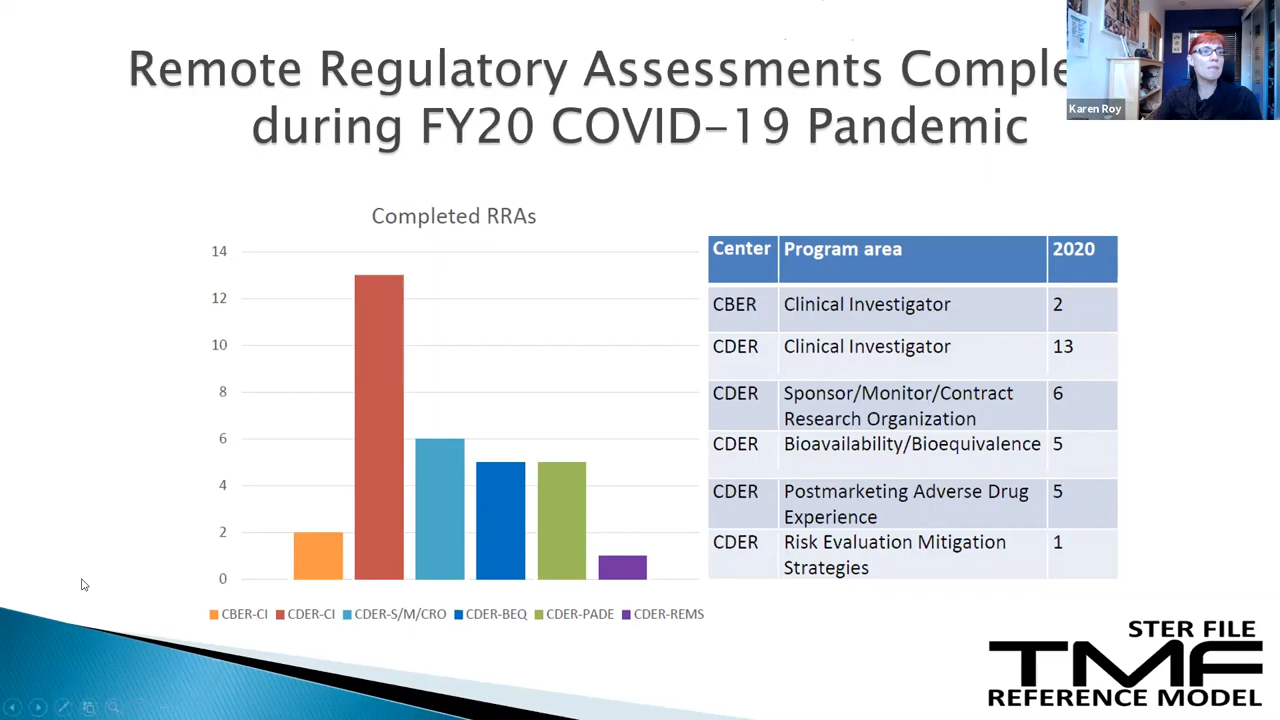 Remote Regulatory Assessments Comple
during FY20 COVID-19 Pandemic
Karen Roy
Completed RRAs
14
12
10
8
6
4
2
0
CBER-CI CDER-CI CDER-S/M/CRO CDER-BEQ CDER-PADE CDER-REMS
Center Program area 2020
CBER Clinical Investigator 2
CDER Clinical Investigator 13
CDER Sponsor/Monitor/Contract 6
Research Organization
CDER Bioavailability/Bioequivalence 5
CDER Postmarketing Adverse Drug 5
Experience
CDER Risk Evaluation Mitigation 1
Strategies
STER FILE
TMF
REFERENCE MODEL